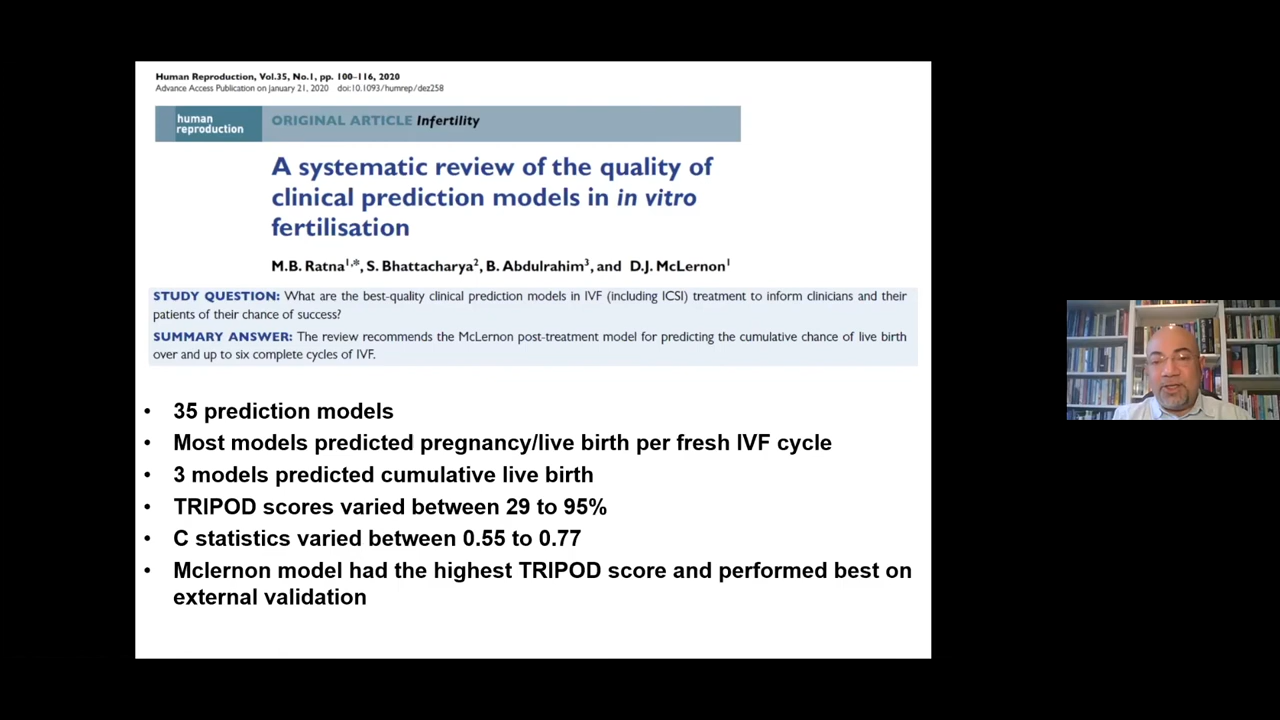 Human Reproduction, Vol.35, No.1, pp. 100–116, 2020
Advance Access Publication on January 21, 2020 doi:10.1093/humrep/dez258
human
reproduction
ORIGINAL ARTICLE Infertility
A systematic review of the quality of
clinical prediction models in in vitro
fertilisation
M.B. Ratna1,*, S. Bhattacharya2, B. Abdulrahim3, and D.J. McLernon1
STUDY QUESTION: What are the best-quality clinical prediction models in IVF (including ICSI) treatment to inform clinicians and their
patients of their chance of success?
SUMMARY ANSWER: The review recommends the McLernon post-treatment model for predicting the cumulative chance of live birth
over and up to six complete cycles of IVF.
• 35 prediction models
• Most models predicted pregnancy/live birth per fresh IVF cycle
• 3 models predicted cumulative live birth
• TRIPOD scores varied between 29 to 95%
• C statistics varied between 0.55 to 0.77
• Mclernon model had the highest TRIPOD score and performed best on
external validation